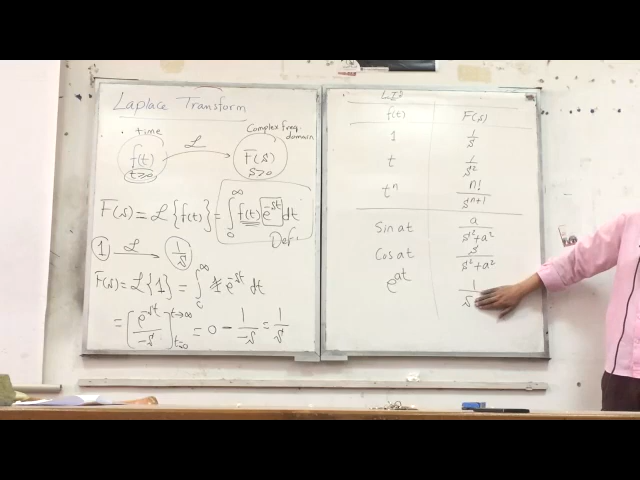 Laplace Transform
• time
Complex freq. domain
f(t) ℒ F(s)
t≥0 s>0
F(s) = ℒ{f(t)} = ∫₀^∞ f(t) e^{-st} dt
Def.
1 ℒ 1/s
F(s) = ℒ{1} = ∫₀^∞ 1 e^{-st} dt
= [e^{-st}/-s]_{t=0}^{t→∞} = 0 - 1/-s = 1/s
f(t) F(s)
1 1/s
t 1/s²
tⁿ n!/s^{n+1}
Sin at a/s²+a²
Cos at s/s²+a²
e^{at} 1/s